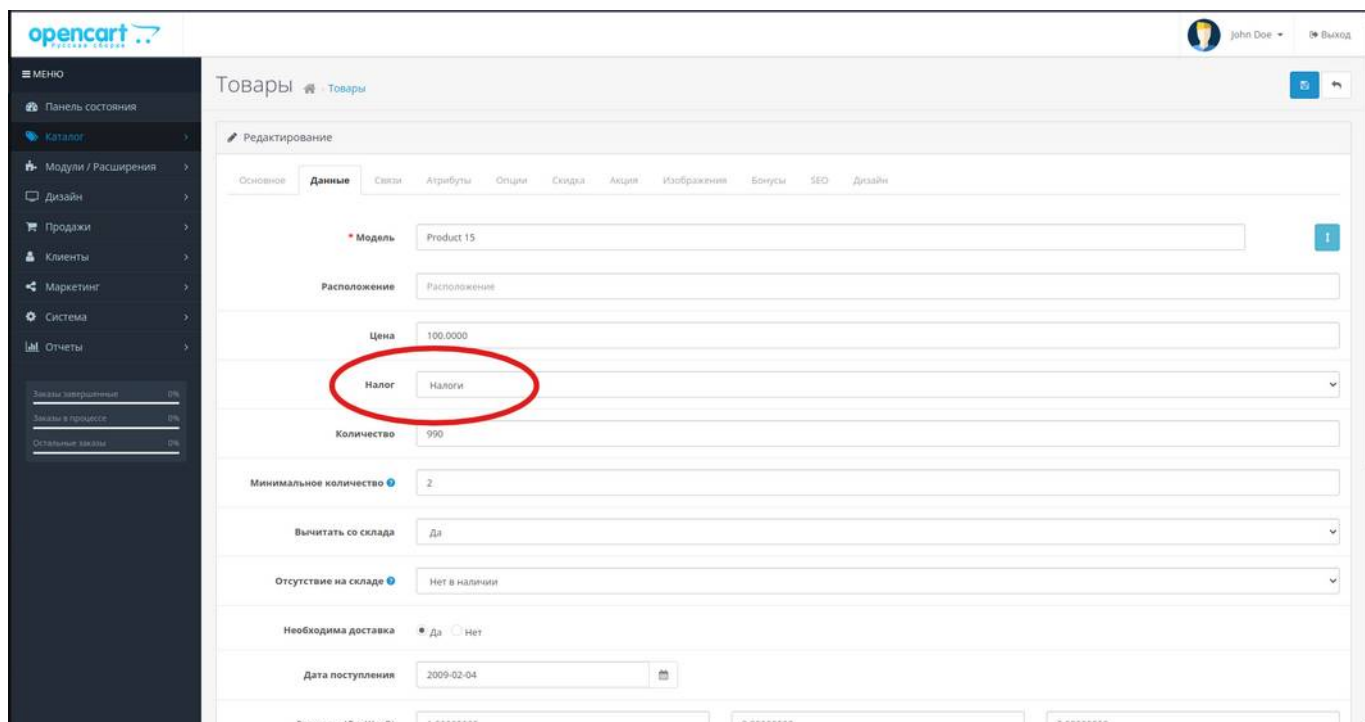 opencart
Русская сборка
John Doe
Выход
МЕНЮ
Панель состояния
Каталог
Модули / Расширения
Дизайн
Продажи
Клиенты
Маркетинг
Система
Отчеты
Заказы завершенные 0%
Заказы в процессе 0%
Остальные заказы 0%
Товары Товары
Редактирование
Основное Данные Связи Атрибуты Опции Скидка Акция Изображения Бонусы SEO Дизайн
* Модель Product 15
Расположение Расположение
Цена 100.0000
Налог Налоги
Количество 990
Минимальное количество 2
Вычитать со склада Да
Отсутствие на складе Нет в наличии
Необходима доставка Да Нет
Дата поступления 2009-02-04